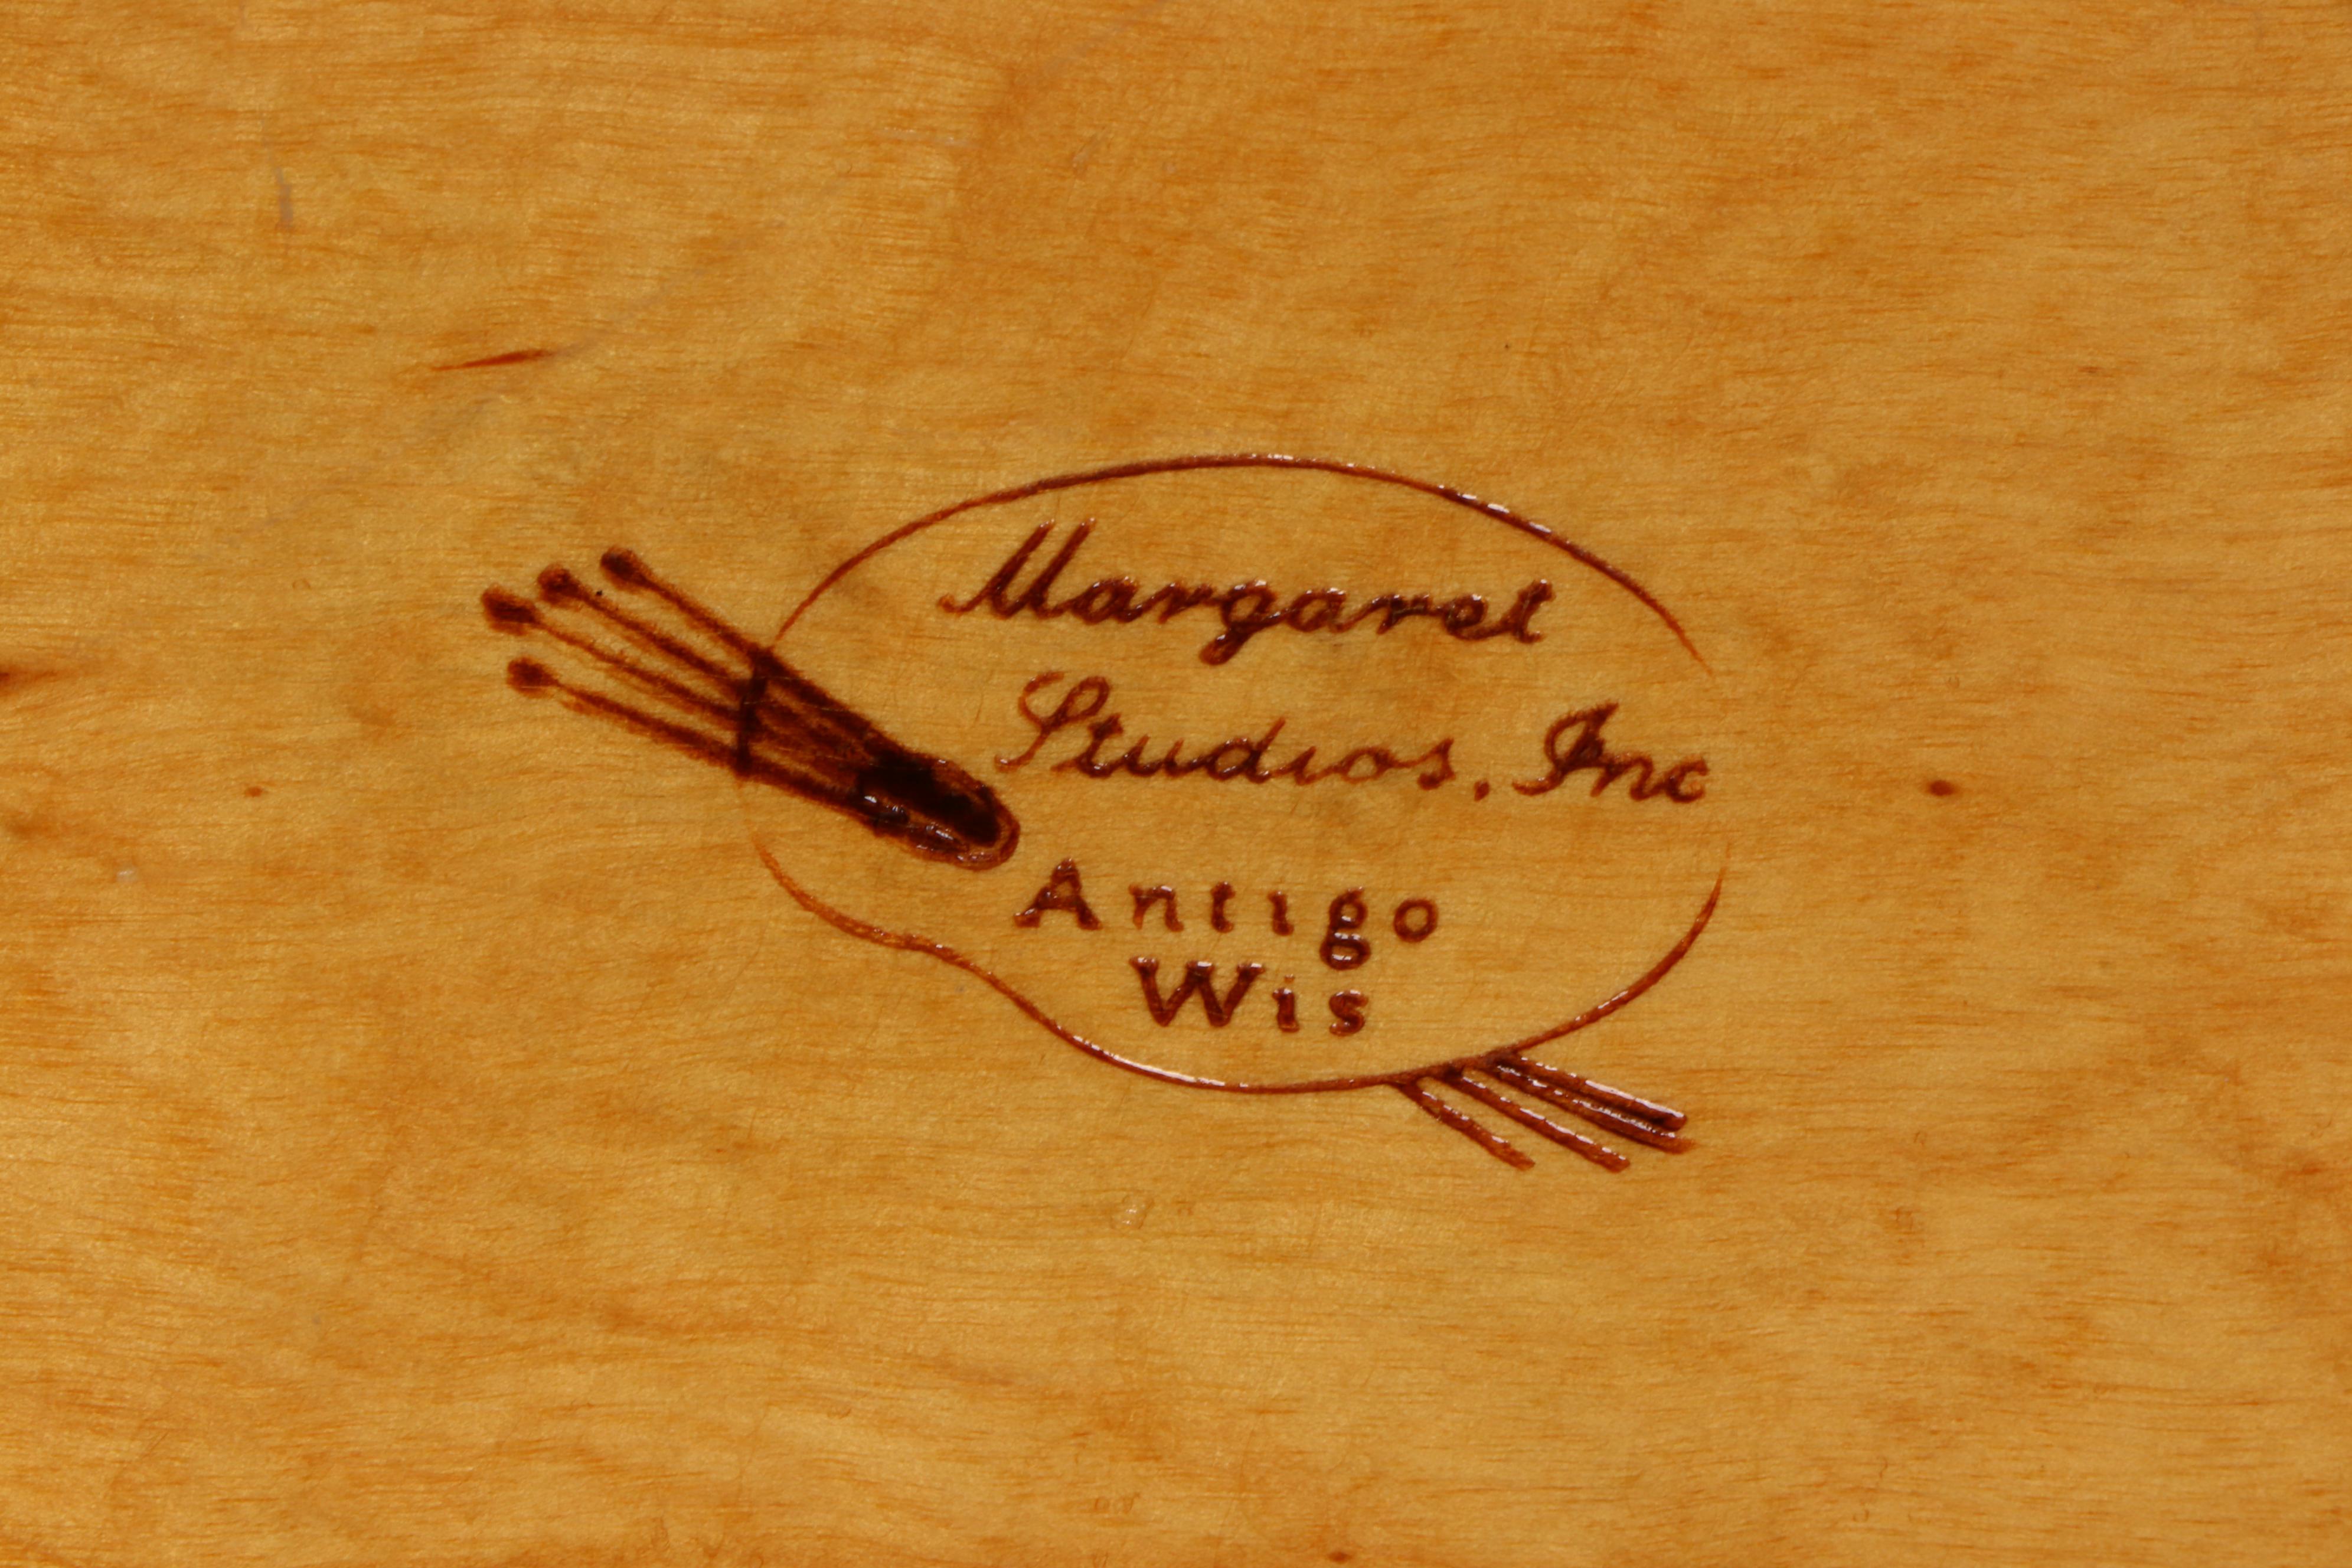 Margaret
Studios, Inc
Antigo
Wis